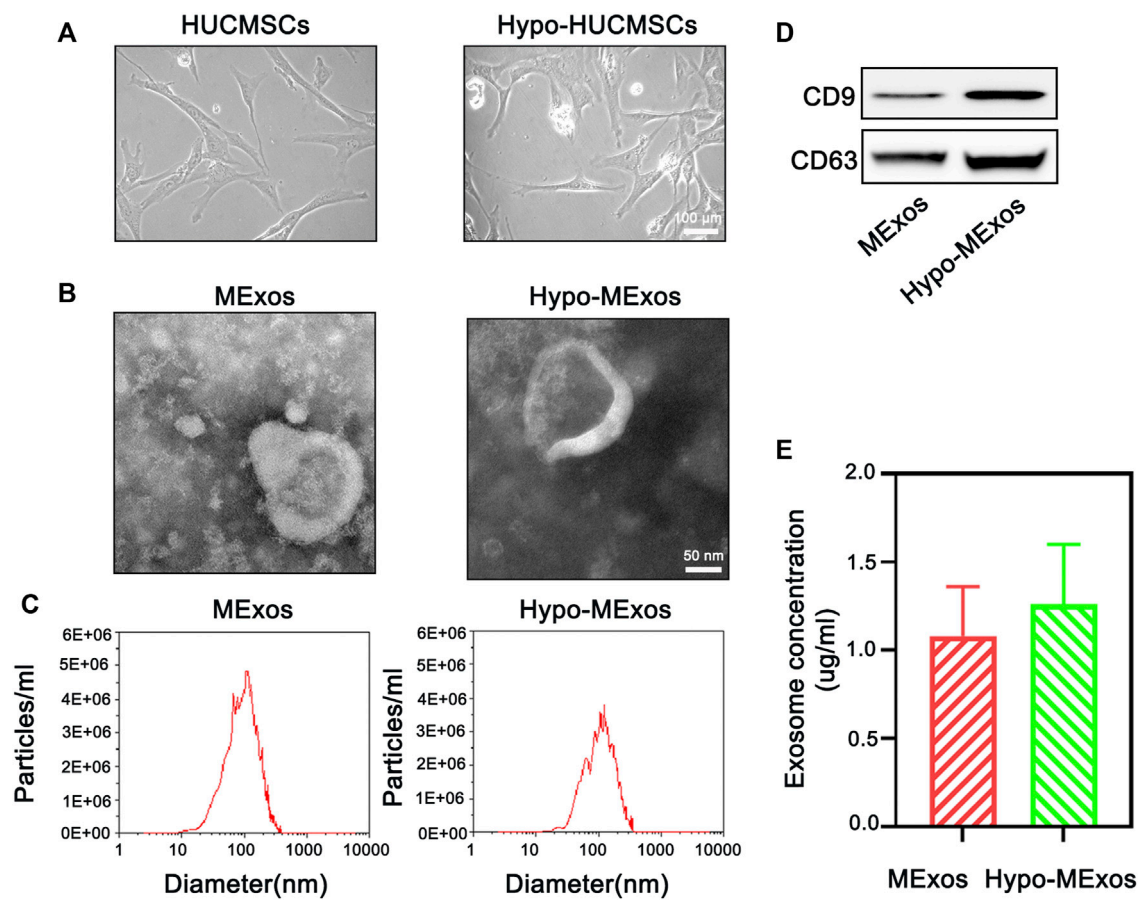 A
HUCMSCs
Hypo-HUCMSCs
100 µm
B
MExos
Hypo-MExos
50 nm
C
MExos
Hypo-MExos
Particles/ml
6E+06
5E+06
4E+06
3E+06
2E+06
1E+06
0E+00
1 10 100 1000 10000
Diameter(nm)
Particles/ml
6E+06
5E+06
4E+06
3E+06
2E+06
1E+06
0E+00
1 10 100 1000 10000
Diameter(nm)
D
CD9
CD63
MExos
Hypo-MExos
E
Exosome concentration
(ug/ml)
2.0
1.5
1.0
0.5
0.0
MExos Hypo-MExos